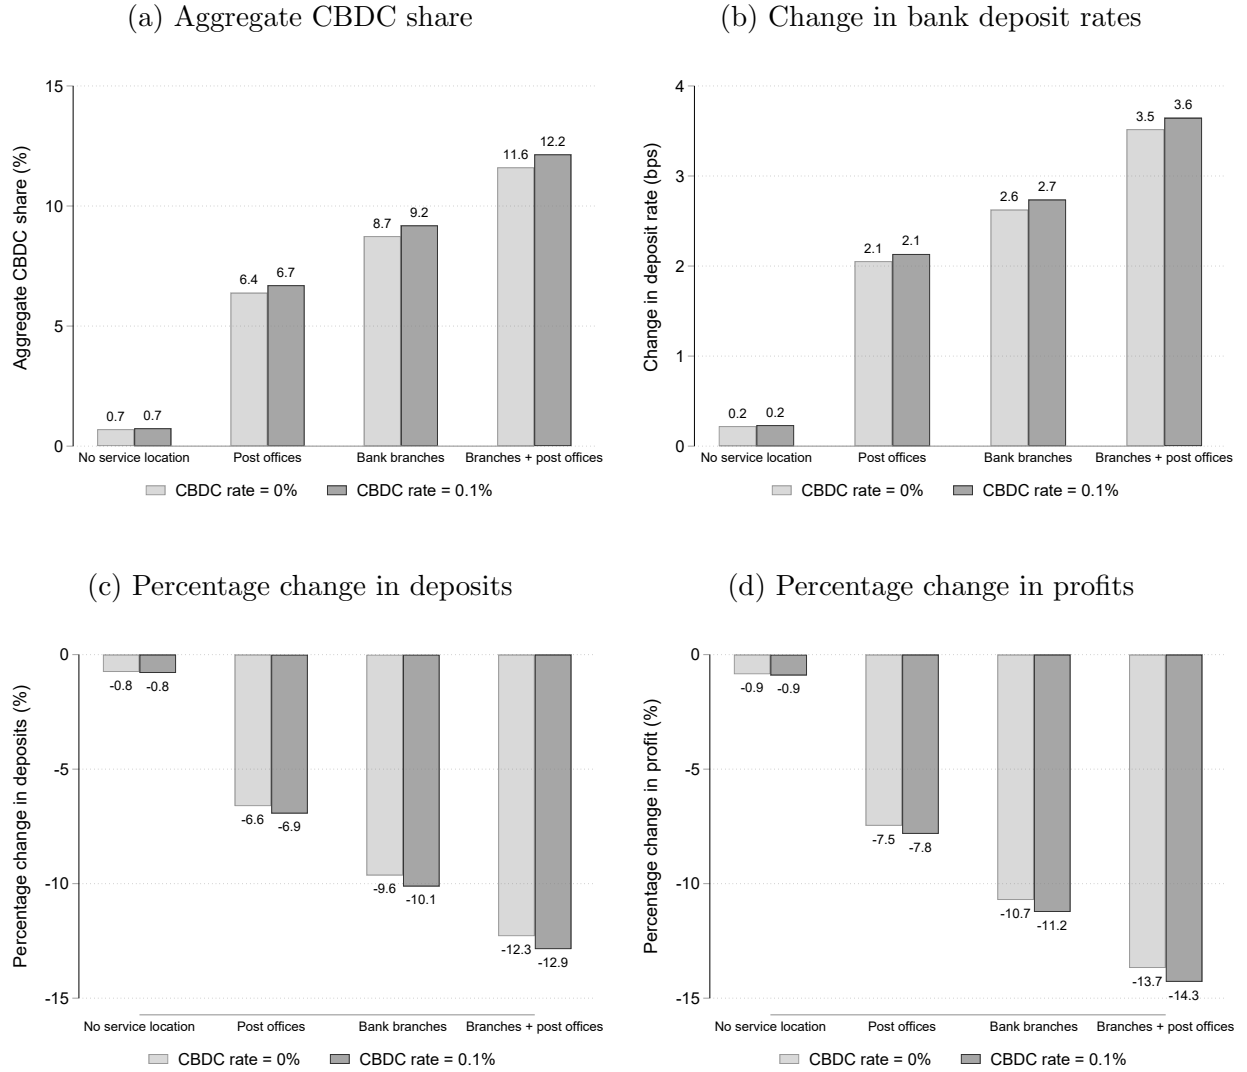 (a) Aggregate CBDC share
Aggregate CBDC share (%)
15
10
5
0
0.7 0.7
6.4 6.7
8.7 9.2
11.6 12.2
No service location Post offices Bank branches Branches + post offices
CBDC rate = 0% CBDC rate = 0.1%
(b) Change in bank deposit rates
Change in deposit rate (bps)
4
3
2
1
0
0.2 0.2
2.1 2.1
2.6 2.7
3.5 3.6
No service location Post offices Bank branches Branches + post offices
CBDC rate = 0% CBDC rate = 0.1%
(c) Percentage change in deposits
Percentage change in deposits (%)
0
-5
-10
-15
-0.8 -0.8
-6.6 -6.9
-9.6 -10.1
-12.3 -12.9
No service location Post offices Bank branches Branches + post offices
CBDC rate = 0% CBDC rate = 0.1%
(d) Percentage change in profits
Percentage change in profit (%)
0
-5
-10
-15
-0.9 -0.9
-7.5 -7.8
-10.7 -11.2
-13.7 -14.3
No service location Post offices Bank branches Branches + post offices
CBDC rate = 0% CBDC rate = 0.1%